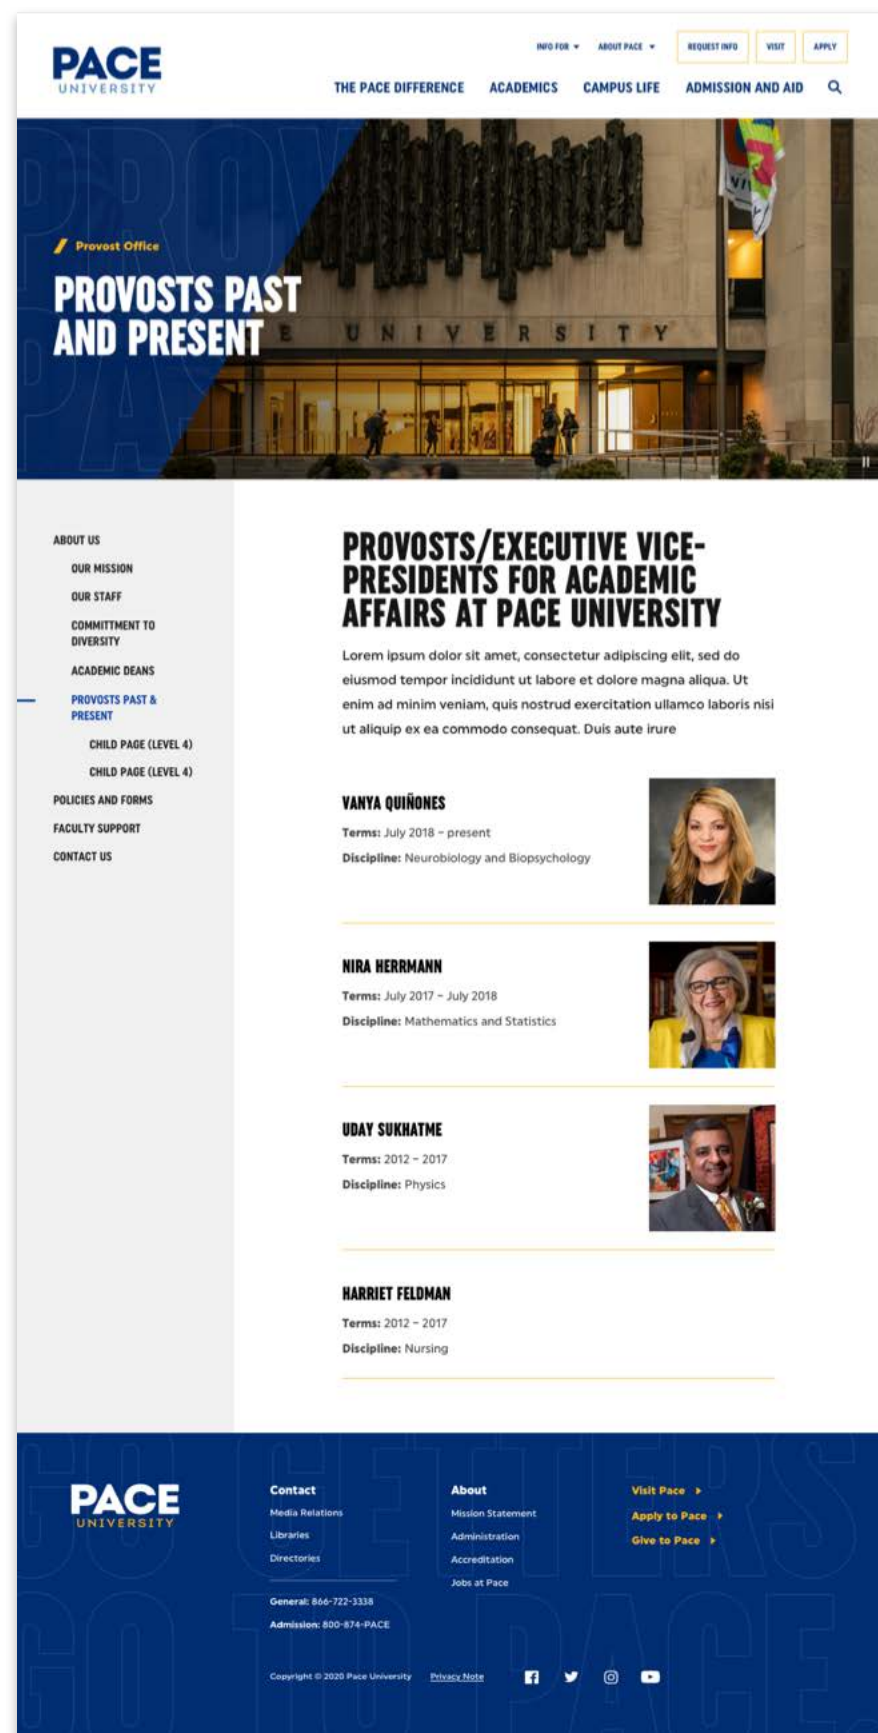 PACE
UNIVERSITY
INFO FOR
ABOUT PACE
REQUEST INFO
VISIT
APPLY
THE PACE DIFFERENCE
ACADEMICS
CAMPUS LIFE
ADMISSION AND AID
Provost Office
PROVOSTS PAST
AND PRESENT
E UNIVERSITY
ABOUT US
OUR MISSION
OUR STAFF
COMMITTMENT TO
DIVERSITY
ACADEMIC DEANS
PROVOSTS PAST &
PRESENT
CHILD PAGE (LEVEL 4)
CHILD PAGE (LEVEL 4)
POLICIES AND FORMS
FACULTY SUPPORT
CONTACT US
PROVOSTS/EXECUTIVE VICE-
PRESIDENTS FOR ACADEMIC
AFFAIRS AT PACE UNIVERSITY
Lorem ipsum dolor sit amet, consectetur adipiscing elit, sed do
eiusmod tempor incididunt ut labore et dolore magna aliqua. Ut
enim ad minim veniam, quis nostrud exercitation ullamco laboris nisi
ut aliquip ex ea commodo consequat. Duis aute irure
VANYA QUIÑONES
Terms: July 2018 – present
Discipline: Neurobiology and Biopsychology
NIRA HERRMANN
Terms: July 2017 – July 2018
Discipline: Mathematics and Statistics
UDAY SUKHATME
Terms: 2012 – 2017
Discipline: Physics
HARRIET FELDMAN
Terms: 2012 – 2017
Discipline: Nursing
GO GETTERS
GO TO PACE.
PACE
UNIVERSITY
Contact
Media Relations
Libraries
Directories
General: 866-722-3338
Admission: 800-874-PACE
About
Mission Statement
Administration
Accreditation
Jobs at Pace
Visit Pace
Apply to Pace
Give to Pace
Copyright © 2020 Pace University
Privacy Note